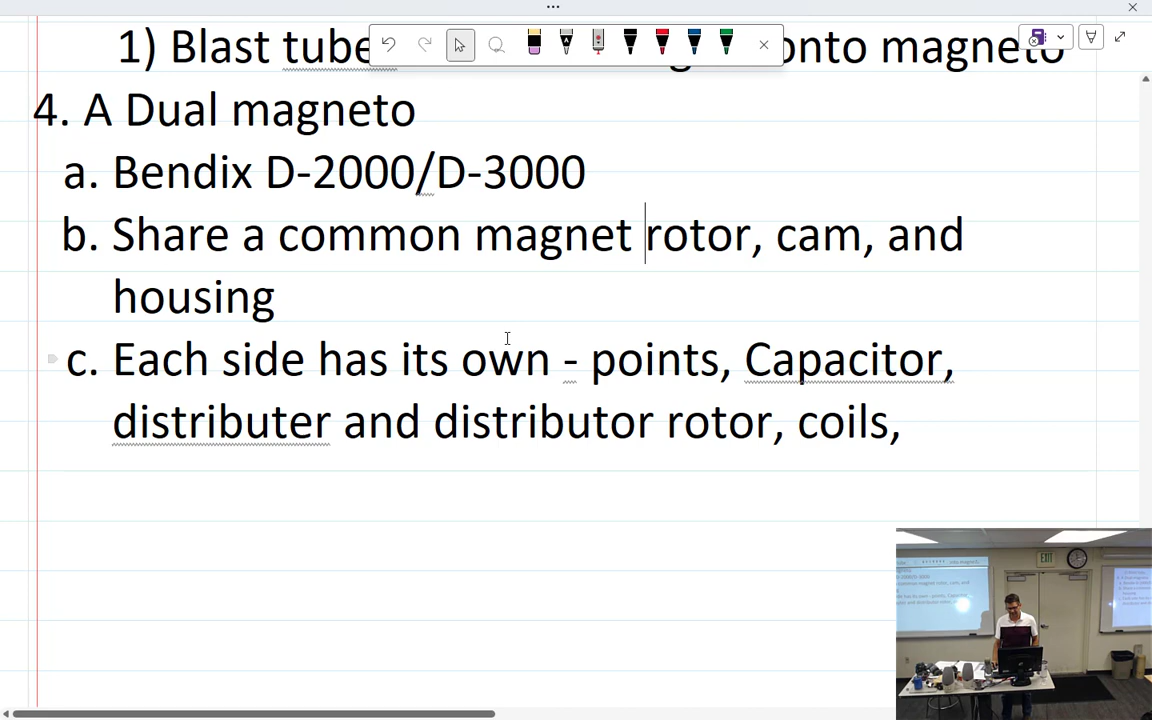 1) Blast tube onto magneto
4. A Dual magneto
a. Bendix D-2000/D-3000
b. Share a common magnet rotor, cam, and
housing
c. Each side has its own - points, Capacitor,
distributer and distributor rotor, coils,
EXIT